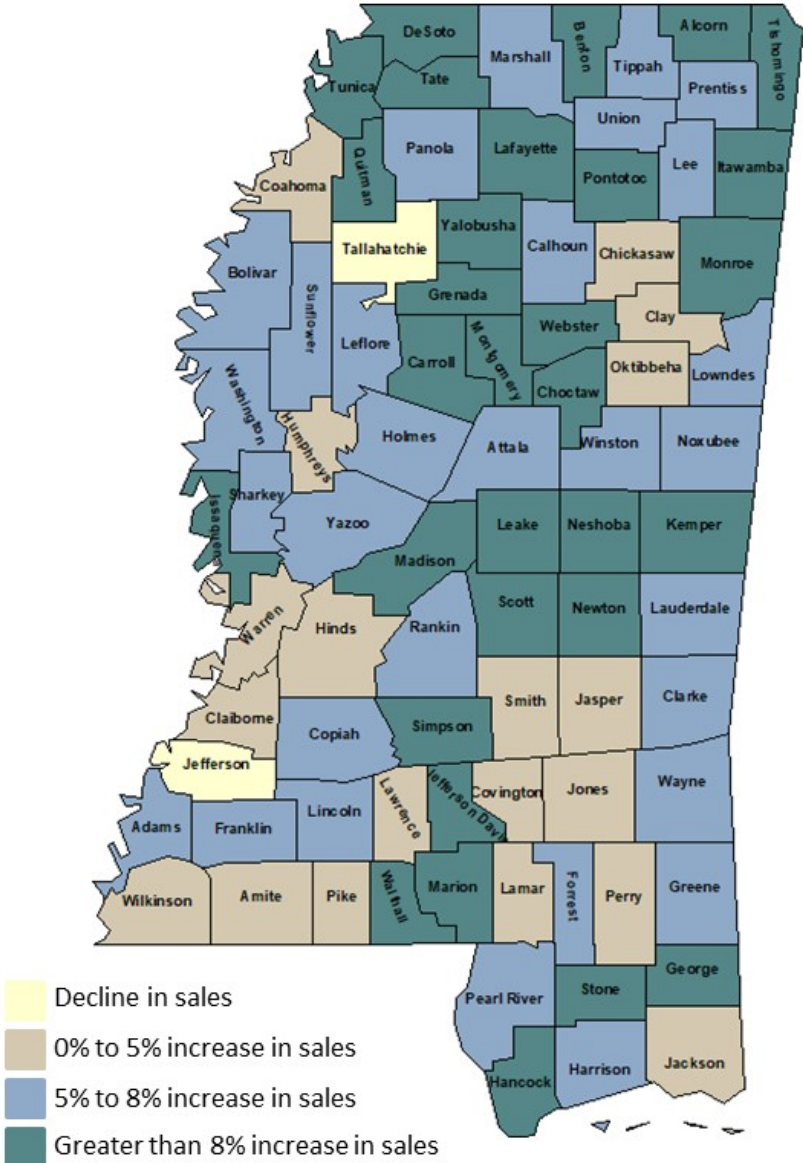 DeSoto
Marshall
Benton
Tippah
Alcorn
Tishomingo
Tunica
Tate
Prentiss
Union
Panola
Lafayette
Lee
Itawamba
Quitman
Pontotoc
Coahoma
Yalobusha
Tallahatchie
Calhoun
Chickasaw
Monroe
Bolivar
Sunflower
Grenada
Clay
Webster
Leflore
Montgomery
Carroll
Oktibbeha
Lowndes
Choctaw
Washington
Humphreys
Holmes
Attala
Winston
Noxubee
Sharkey
Issaquena
Yazoo
Leake
Neshoba
Kemper
Madison
Scott
Newton
Lauderdale
Warren
Hinds
Rankin
Smith
Jasper
Clarke
Claiborne
Copiah
Simpson
Jefferson
Lawrence
Jefferson Davis
Covington
Jones
Wayne
Adams
Franklin
Lincoln
Wilkinson
Amite
Pike
Walthall
Marion
Lamar
Forrest
Perry
Greene
George
Pearl River
Stone
Hancock
Harrison
Jackson
Decline in sales
0% to 5% increase in sales
5% to 8% increase in sales
Greater than 8% increase in sales